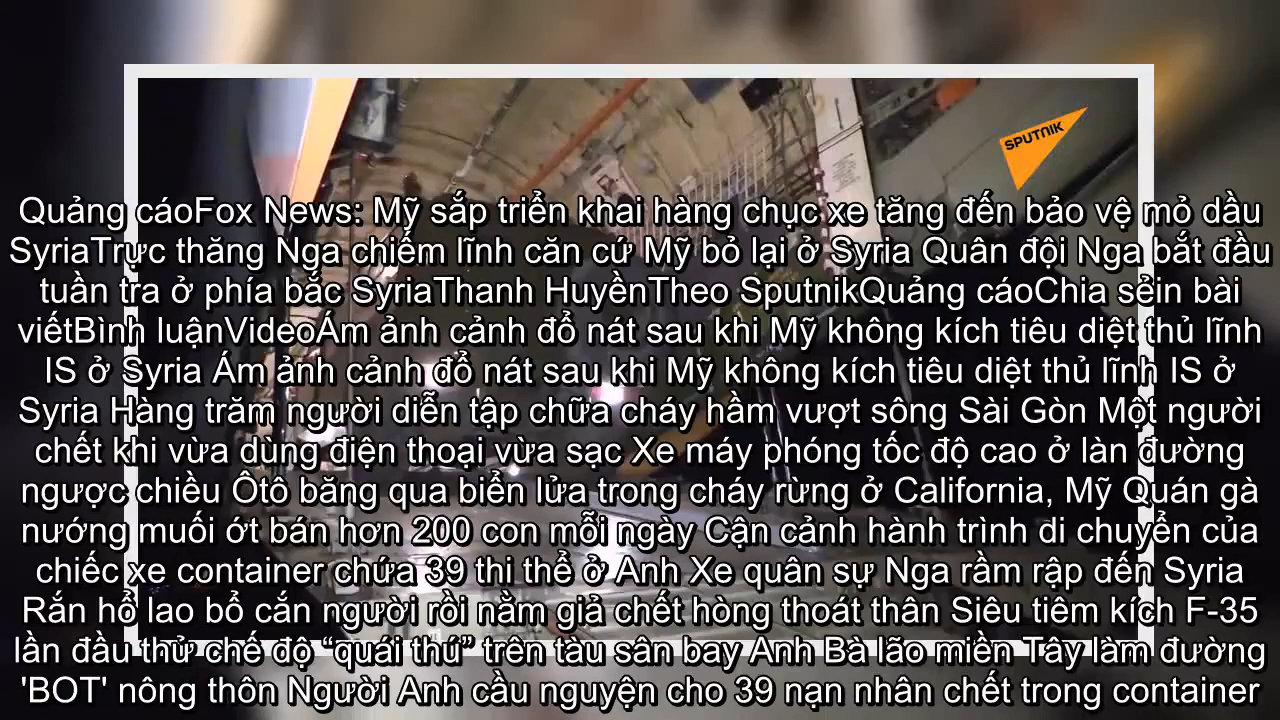 SPUTNIK
Quảng cáoFox News: Mỹ sắp triển khai hàng chục xe tăng đến bảo vệ mỏ dầu
SyriaTrực thăng Nga chiếm lĩnh căn cứ Mỹ bỏ lại ở Syria Quân đội Nga bắt đầu
tuần tra ở phía bắc SyriaThanh HuyềnTheo SputnikQuảng cáoChia sẻin bài
viếtBình luậnVideoÁm ảnh cảnh đổ nát sau khi Mỹ không kích tiêu diệt thủ lĩnh
IS ở Syria Ám ảnh cảnh đổ nát sau khi Mỹ không kích tiêu diệt thủ lĩnh IS ở
Syria Hàng trăm người diễn tập chữa cháy hầm vượt sông Sài Gòn Một người
chết khi vừa dùng điện thoại vừa sạc Xe máy phóng tốc độ cao ở làn đường
ngược chiều Ôtô băng qua biển lửa trong cháy rừng ở California, Mỹ Quán gà
nướng muối ớt bán hơn 200 con mỗi ngày Cận cảnh hành trình di chuyển của
chiếc xe container chứa 39 thi thể ở Anh Xe quân sự Nga rầm rập đến Syria
Rắn hổ lao bổ cắn người rồi nằm giả chết hòng thoát thân Siêu tiêm kích F-35
lần đầu thử chế độ “quái thú” trên tàu sân bay Anh Bà lão miền Tây làm đường
'BOT' nông thôn Người Anh cầu nguyện cho 39 nạn nhân chết trong container